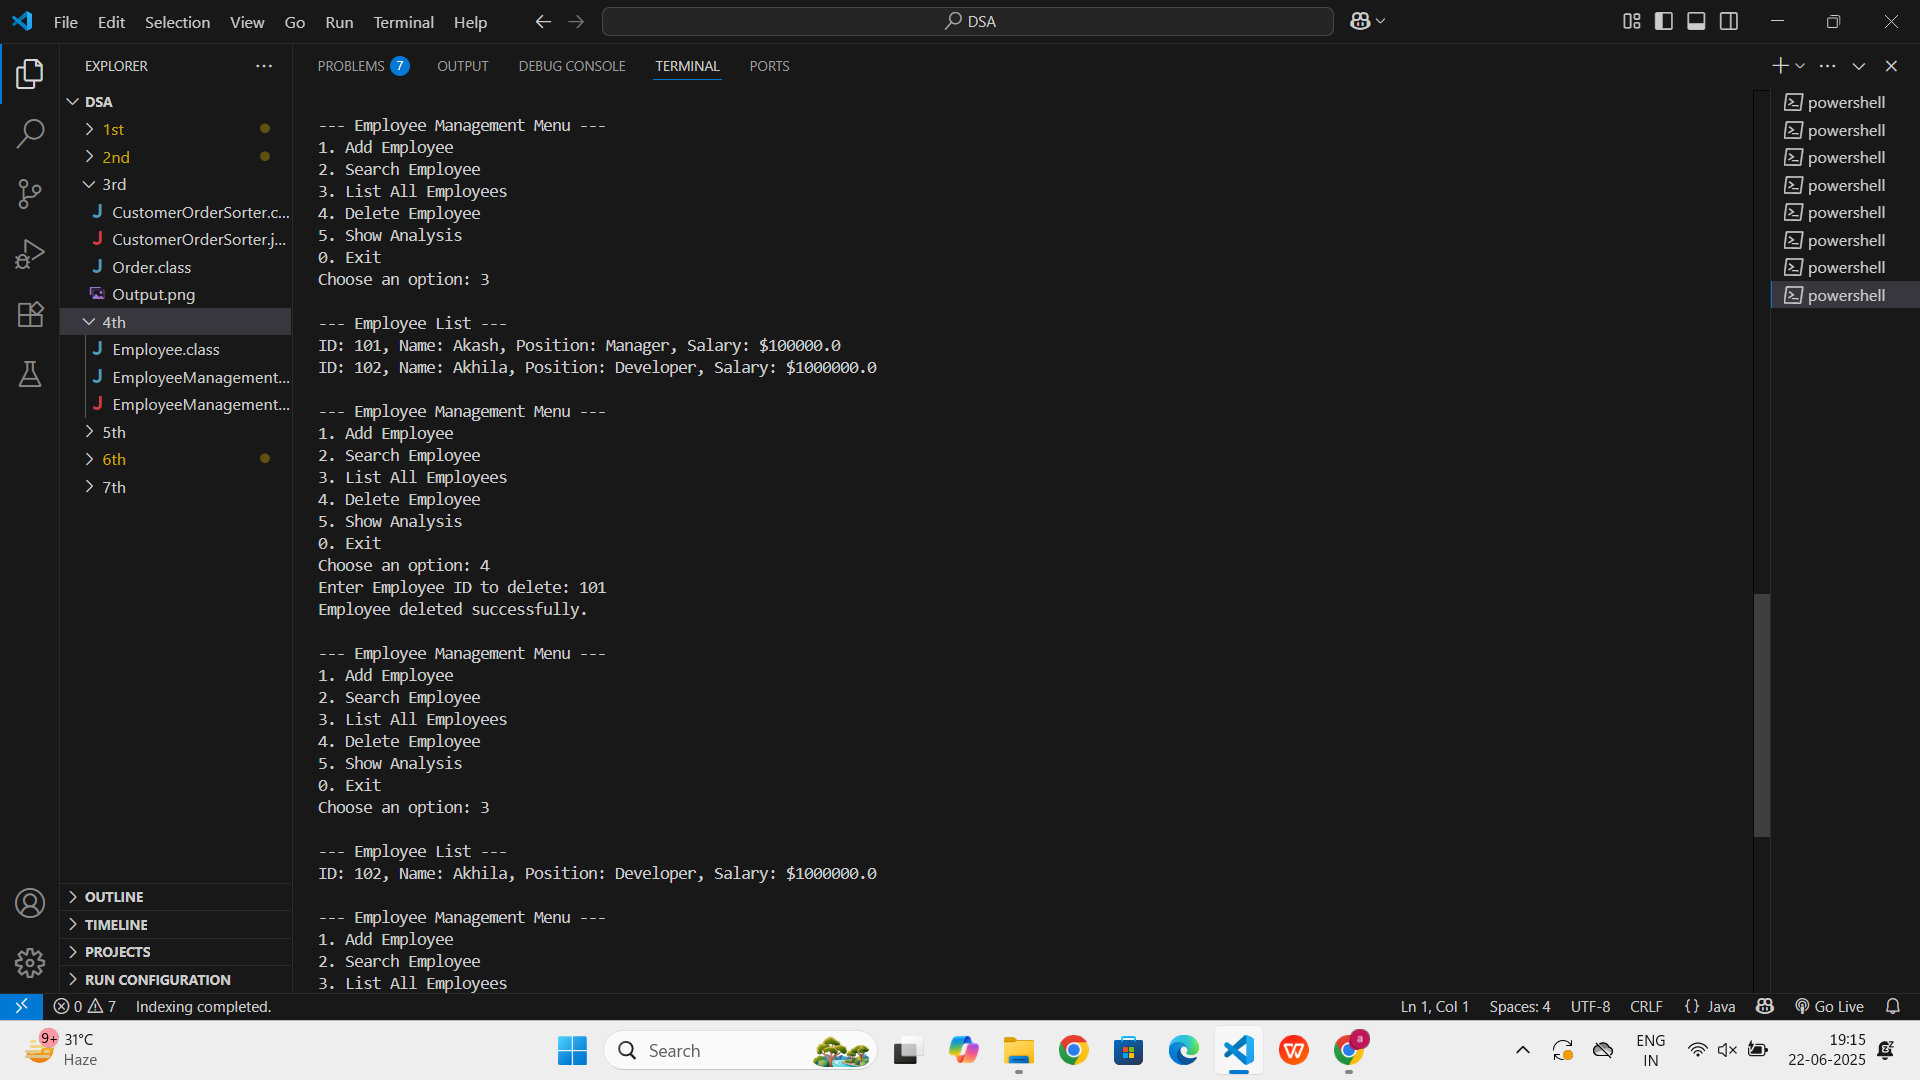 File Edit Selection View Go Run Terminal Help
DSA
EXPLORER
PROBLEMS 7 OUTPUT DEBUG CONSOLE TERMINAL PORTS
DSA
1st
2nd
3rd
CustomerOrderSorter.c...
CustomerOrderSorter.j...
Order.class
Output.png
4th
Employee.class
EmployeeManagement...
EmployeeManagement...
5th
6th
7th
OUTLINE
TIMELINE
PROJECTS
RUN CONFIGURATION
--- Employee Management Menu ---
1. Add Employee
2. Search Employee
3. List All Employees
4. Delete Employee
5. Show Analysis
0. Exit
Choose an option: 3
--- Employee List ---
ID: 101, Name: Akash, Position: Manager, Salary: $100000.0
ID: 102, Name: Akhila, Position: Developer, Salary: $1000000.0
--- Employee Management Menu ---
1. Add Employee
2. Search Employee
3. List All Employees
4. Delete Employee
5. Show Analysis
0. Exit
Choose an option: 4
Enter Employee ID to delete: 101
Employee deleted successfully.
--- Employee Management Menu ---
1. Add Employee
2. Search Employee
3. List All Employees
4. Delete Employee
5. Show Analysis
0. Exit
Choose an option: 3
--- Employee List ---
ID: 102, Name: Akhila, Position: Developer, Salary: $1000000.0
--- Employee Management Menu ---
1. Add Employee
2. Search Employee
3. List All Employees
powershell
powershell
powershell
powershell
powershell
powershell
powershell
powershell
0 7 Indexing completed.
Ln 1, Col 1 Spaces: 4 UTF-8 CRLF {} Java Go Live
9+ 31°C
Haze
Search
a
ENG
IN
19:15
22-06-2025